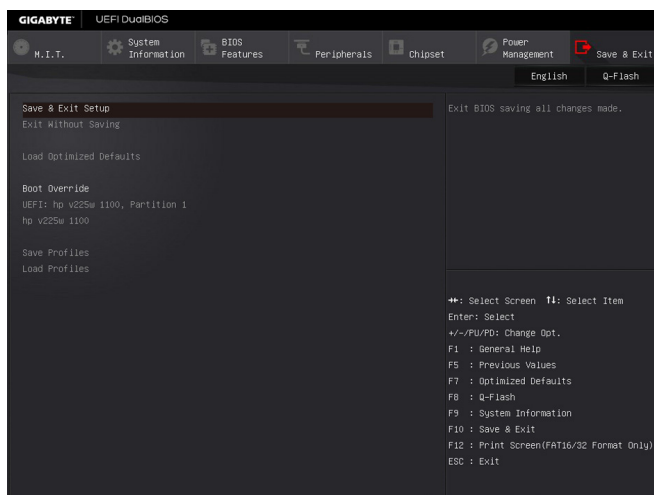 GIGABYTE™ UEFI DualBIOS
M.I.T.
System Information
BIOS Features
Peripherals
Chipset
Power Management
Save & Exit
English Q-Flash
Save & Exit Setup
Exit Without Saving
Load Optimized Defaults
Boot Override
UEFI: hp v225w 1100, Partition 1
hp v225w 1100
Save Profiles
Load Profiles
Exit BIOS saving all changes made.
→←: Select Screen ↑↓: Select Item
Enter: Select
+/-/PU/PD: Change Opt.
F1 : General Help
F5 : Previous Values
F7 : Optimized Defaults
F8 : Q-Flash
F9 : System Information
F10 : Save & Exit
F12 : Print Screen(FAT16/32 Format Only)
ESC : Exit